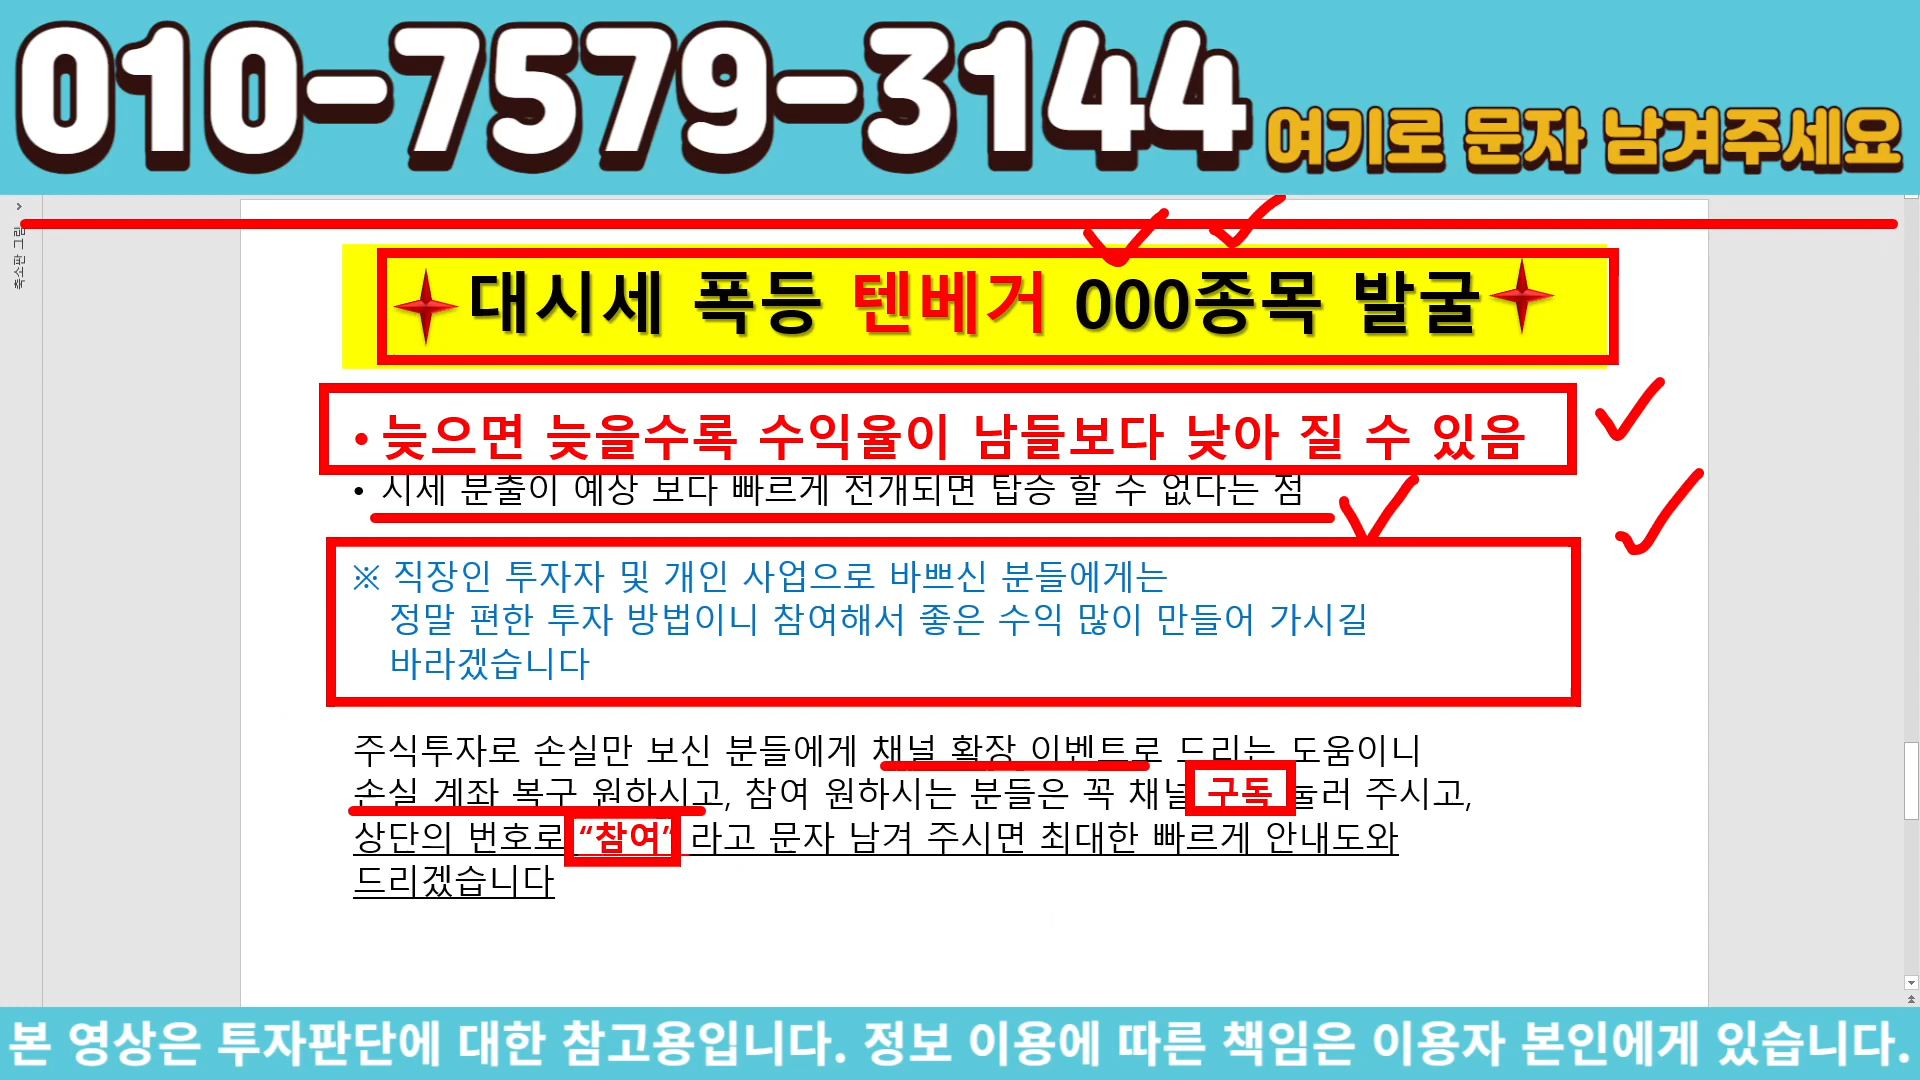 010-7579-3144 여기로 문자 남겨주세요
축소판 그림
대시세 폭등 텐베거 000종목 발굴
• 늦으면 늦을수록 수익율이 남들보다 낮아 질 수 있음
• 시세 분출이 예상 보다 빠르게 전개되면 탑승 할 수 없다는 점
※ 직장인 투자자 및 개인 사업으로 바쁘신 분들에게는
정말 편한 투자 방법이니 참여해서 좋은 수익 많이 만들어 가시길
바라겠습니다
주식투자로 손실만 보신 분들에게 채널 확장 이벤트로 드리는 도움이니
손실 계좌 복구 원하시고, 참여 원하시는 분들은 꼭 채널 구독 눌러 주시고,
상단의 번호로 “참여” 라고 문자 남겨 주시면 최대한 빠르게 안내도와
드리겠습니다
본 영상은 투자판단에 대한 참고용입니다. 정보 이용에 따른 책임은 이용자 본인에게 있습니다.